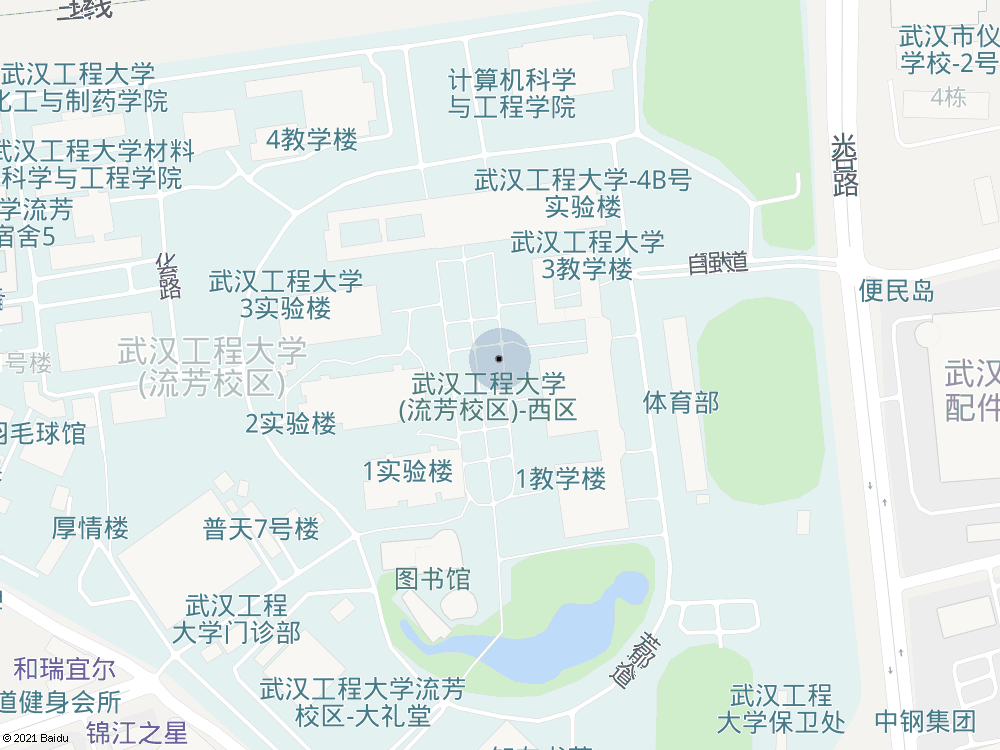 武汉工程大学
化工与制药学院
计算机科学
与工程学院
武汉市仪
学校-2号
4栋
4教学楼
武汉工程大学材料
科学与工程学院
光谷路
武汉工程大学-4B号
实验楼
学流芳
宿舍5
武汉工程大学
3教学楼
自强大道
化育路
武汉工程大学
3实验楼
便民岛
号楼
武汉工程大学
(流芳校区)
武汉工程大学
(流芳校区)-西区
体育部
武汉
配件
2实验楼
羽毛球馆
1实验楼
1教学楼
厚情楼
普天7号楼
图书馆
武汉工程
大学门诊部
芳郁道
和瑞宜尔
道健身会所
武汉工程大学流芳
校区-大礼堂
锦江之星
武汉工程
大学保卫处
中钢集团
© 2021 Baidu